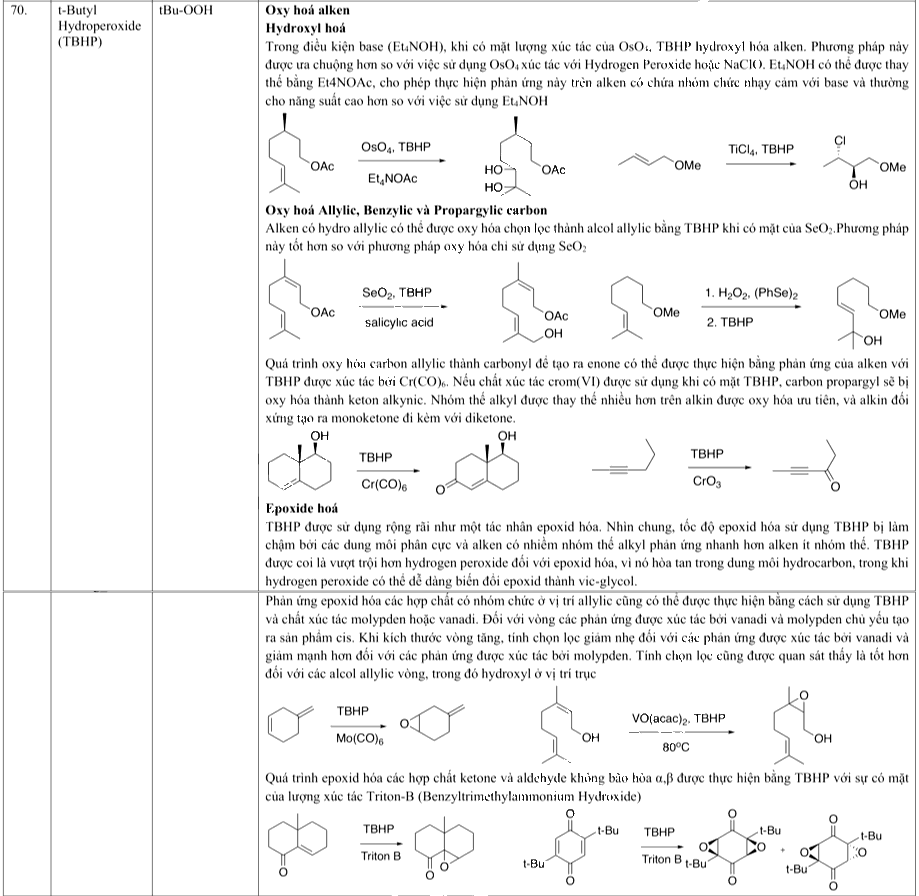 70.
t-Butyl
Hydroperoxide
(TBHP)
tBu-OOH
Oxy hoá alken
Hydroxyl hoá
Trong điều kiện base (Et₄NOH), khi có mặt lượng xúc tác của OsO₄, TBHP hydroxyl hóa alken. Phương pháp này
được ưa chuộng hơn so với việc sử dụng OsO₄ xúc tác với Hydrogen Peroxide hoặc NaClO. Et₄NOH có thể được thay
thế bằng Et4NOAc, cho phép thực hiện phản ứng này trên alken có chứa nhóm chức nhạy cảm với base và thường
cho năng suất cao hơn so với việc sử dụng Et₄NOH
OAc
OsO₄, TBHP
Et₄NOAc
HO
HO
OAc
OMe
TiCl₄, TBHP
Cl
OMe
OH
Oxy hoá Allylic, Benzylic và Propargylic carbon
Alken có hydro allylic có thể được oxy hóa chọn lọc thành alcol allylic bằng TBHP khi có mặt của SeO₂.Phương pháp
này tốt hơn so với phương pháp oxy hóa chỉ sử dụng SeO₂
OAc
SeO₂, TBHP
salicylic acid
OAc
OH
OMe
1. H₂O₂, (PhSe)₂
2. TBHP
OMe
OH
Quá trình oxy hóa carbon allylic thành carbonyl để tạo ra enone có thể được thực hiện bằng phản ứng của alken với
TBHP được xúc tác bởi Cr(CO)₆. Nếu chất xúc tác crom(VI) được sử dụng khi có mặt TBHP, carbon propargyl sẽ bị
oxy hóa thành keton alkynic. Nhóm thế alkyl được thay thế nhiều hơn trên alkin được oxy hóa ưu tiên, và alkin đối
xứng tạo ra monoketone đi kèm với diketone.
OH
TBHP
Cr(CO)₆
OH
O
TBHP
CrO₃
O
Epoxide hoá
TBHP được sử dụng rộng rãi như một tác nhân epoxid hóa. Nhìn chung, tốc độ epoxid hóa sử dụng TBHP bị làm
chậm bởi các dung môi phân cực và alken có nhiềm nhóm thế alkyl phản ứng nhanh hơn alken ít nhóm thế. TBHP
được coi là vượt trội hơn hydrogen peroxide đối với epoxid hóa, vì nó hòa tan trong dung môi hydrocarbon, trong khi
hydrogen peroxide có thể dễ dàng biến đổi epoxid thành vic-glycol.
Phản ứng epoxid hóa các hợp chất có nhóm chức ở vị trí allylic cũng có thể được thực hiện bằng cách sử dụng TBHP
và chất xúc tác molypden hoặc vanadi. Đối với vòng các phản ứng được xúc tác bởi vanadi và molypden chủ yếu tạo
ra sản phẩm cis. Khi kích thước vòng tăng, tính chọn lọc giảm nhẹ đối với các phản ứng được xúc tác bởi vanadi và
giảm mạnh hơn đối với các phản ứng được xúc tác bởi molypden. Tính chọn lọc cũng được quan sát thấy là tốt hơn
đối với các alcol allylic vòng, trong đó hydroxyl ở vị trí trục
TBHP
Mo(CO)₆
O
OH
VO(acac)₂, TBHP
80⁰C
O
OH
Quá trình epoxid hóa các hợp chất ketone và aldehyde không bão hòa α,β được thực hiện bằng TBHP với sự có mặt
của lượng xúc tác Triton-B (Benzyltrimethylammonium Hydroxide)
O
TBHP
Triton B
O
O
O
t-Bu
t-Bu
O
TBHP
Triton B
O
t-Bu
O
O
t-Bu
O
+
O
t-Bu
O
O
t-Bu
O